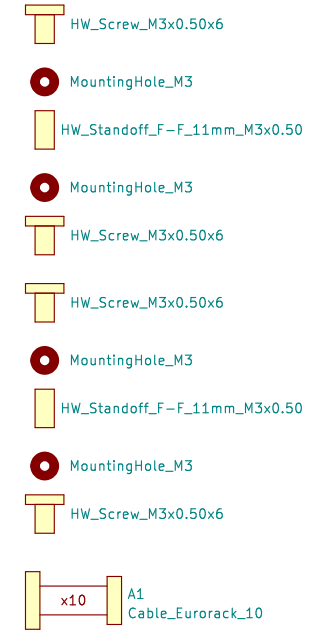 HW_Screw_M3x0.50x6
MountingHole_M3
HW_Standoff_F-F_11mm_M3x0.50
MountingHole_M3
HW_Screw_M3x0.50x6
HW_Screw_M3x0.50x6
MountingHole_M3
HW_Standoff_F-F_11mm_M3x0.50
MountingHole_M3
HW_Screw_M3x0.50x6
x10
A1
Cable_Eurorack_10